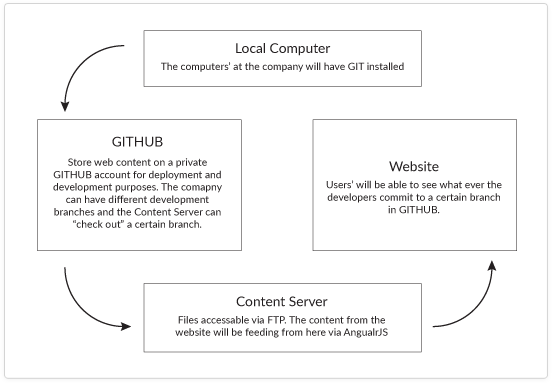 Local Computer
The computers' at the company will have GIT installed
GITHUB
Store web content on a private
GITHUB account for deployment and
development purposes. The comapny
can have different development
branches and the Content Server can
“check out” a certain branch.
Website
Users' will be able to see what ever the
developers commit to a certain branch
in GITHUB.
Content Server
Files accessable via FTP. The content from the
website will be feeding from here via AngualrJS